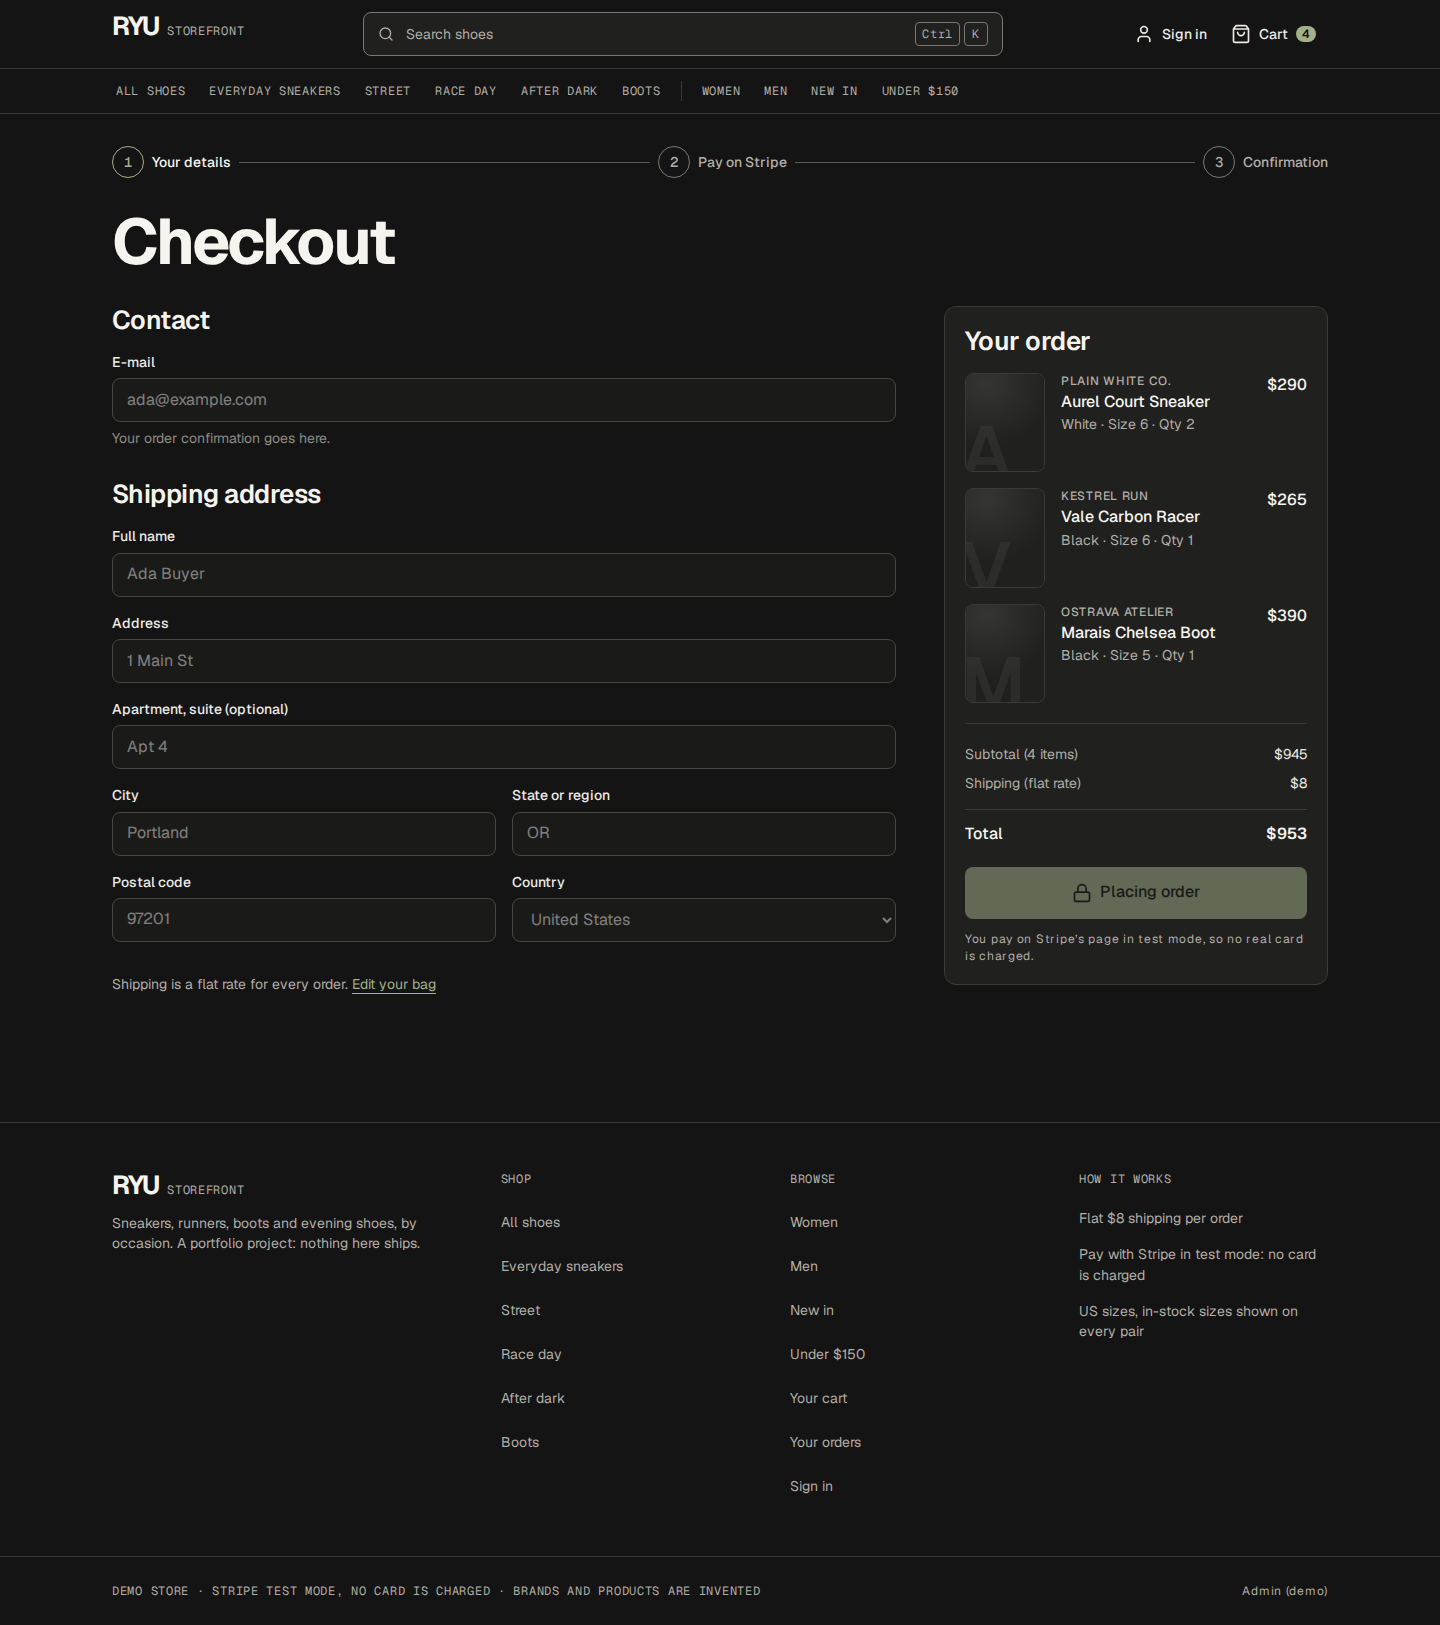 RYU STOREFRONT
Search shoes
Ctrl K
Sign in
Cart 4
ALL SHOES EVERYDAY SNEAKERS STREET RACE DAY AFTER DARK BOOTS WOMEN MEN NEW IN UNDER $150
1 Your details
2 Pay on Stripe
3 Confirmation
Checkout
Contact
E-mail
ada@example.com
Your order confirmation goes here.
Shipping address
Full name
Ada Buyer
Address
1 Main St
Apartment, suite (optional)
Apt 4
City
Portland
State or region
OR
Postal code
97201
Country
United States
Shipping is a flat rate for every order. Edit your bag
Your order
A
PLAIN WHITE CO.
Aurel Court Sneaker
White · Size 6 · Qty 2
$290
V
KESTREL RUN
Vale Carbon Racer
Black · Size 6 · Qty 1
$265
M
OSTRAVA ATELIER
Marais Chelsea Boot
Black · Size 5 · Qty 1
$390
Subtotal (4 items) $945
Shipping (flat rate) $8
Total $953
Placing order
You pay on Stripe's page in test mode, so no real card
is charged.
RYU STOREFRONT
Sneakers, runners, boots and evening shoes, by
occasion. A portfolio project: nothing here ships.
SHOP
All shoes
Everyday sneakers
Street
Race day
After dark
Boots
BROWSE
Women
Men
New in
Under $150
Your cart
Your orders
Sign in
HOW IT WORKS
Flat $8 shipping per order
Pay with Stripe in test mode: no card
is charged
US sizes, in-stock sizes shown on
every pair
DEMO STORE · STRIPE TEST MODE, NO CARD IS CHARGED · BRANDS AND PRODUCTS ARE INVENTED
Admin (demo)